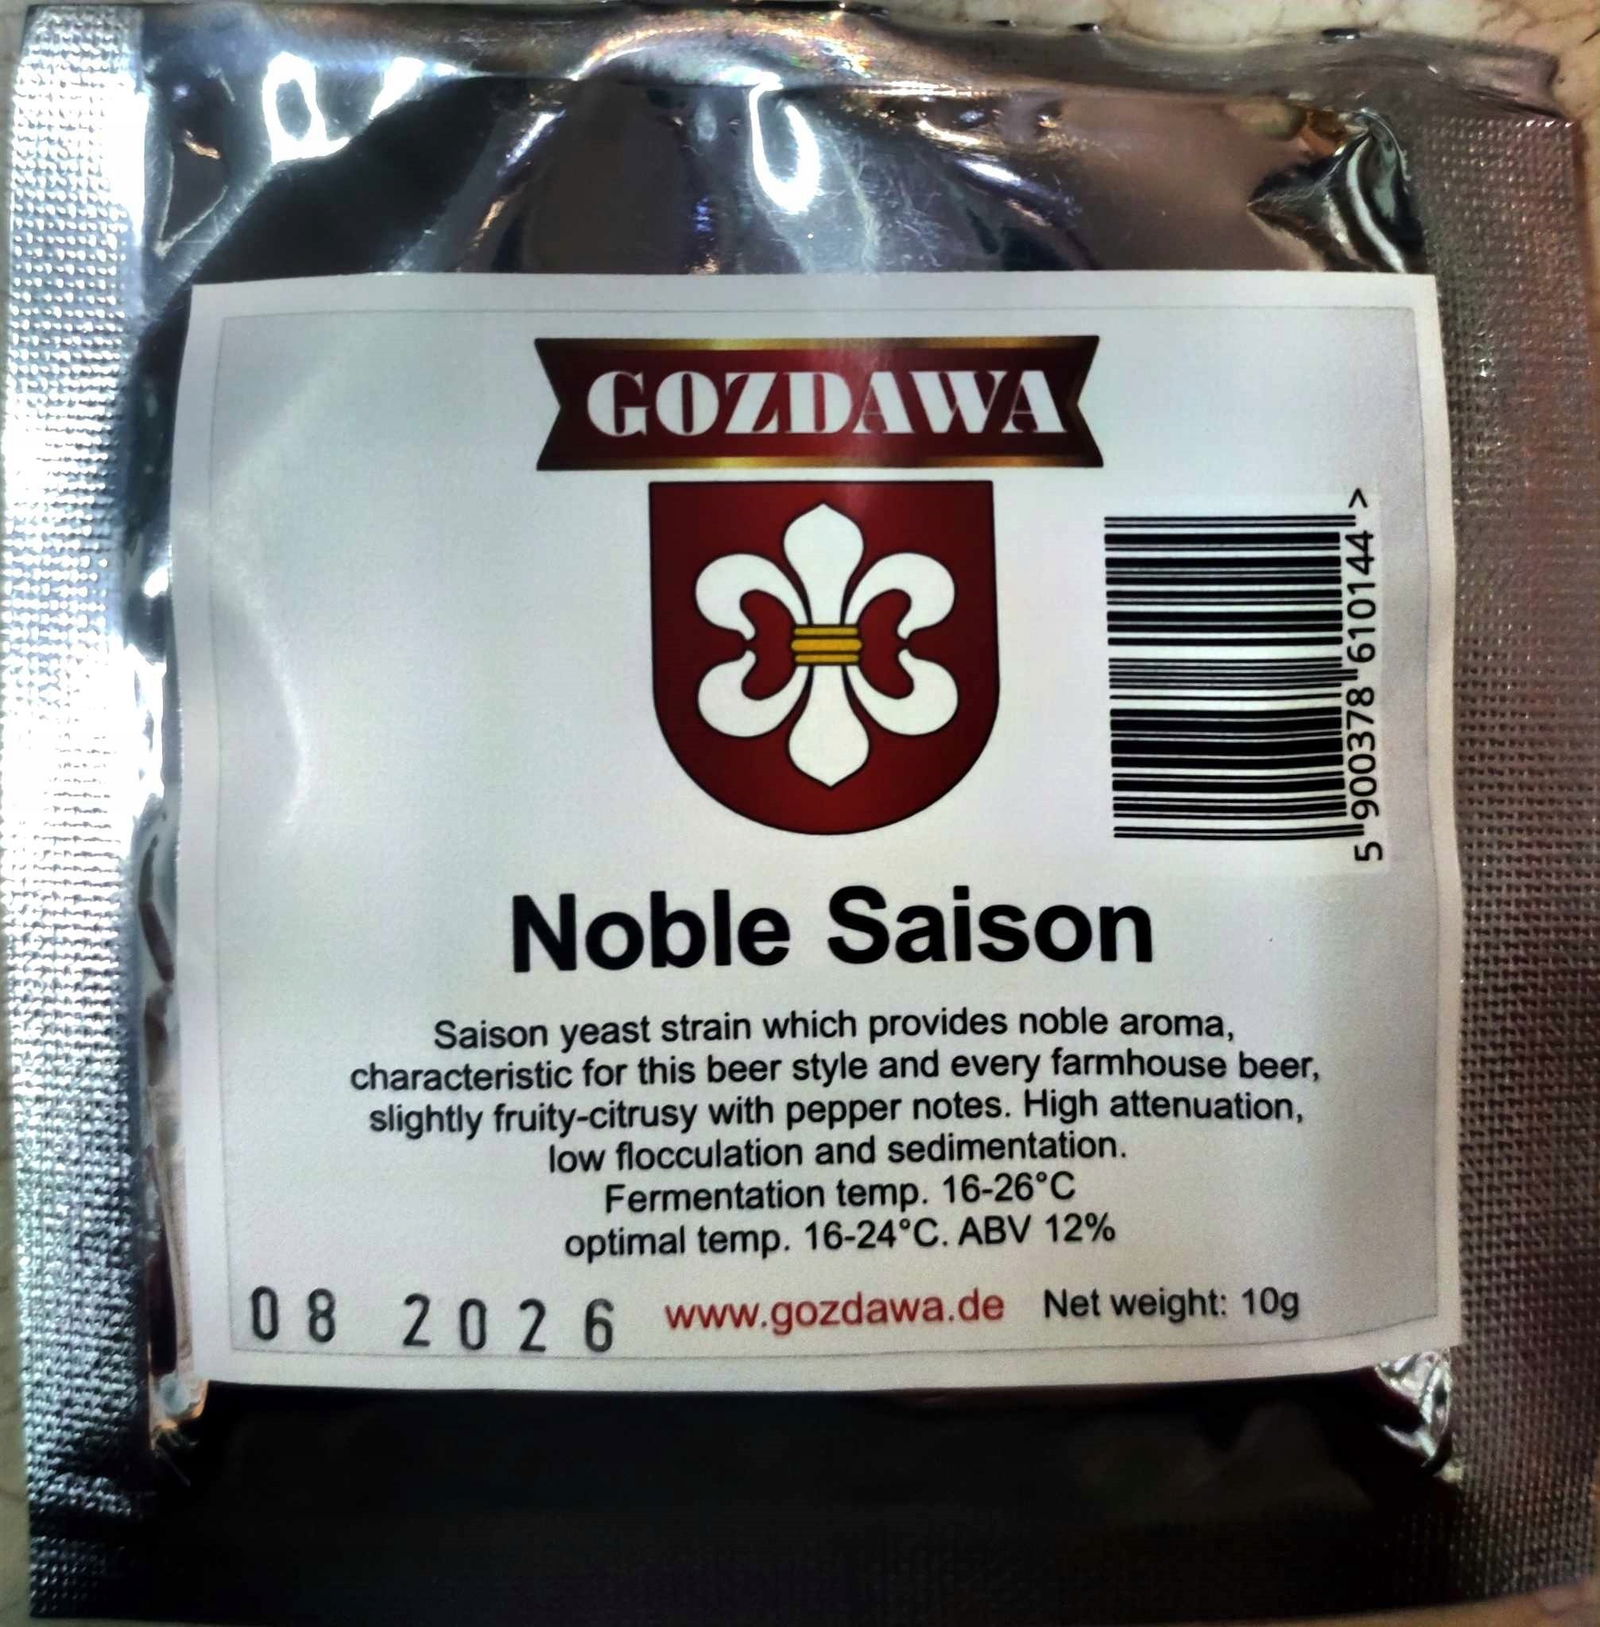 GOZDAWA
5 900378 610144 >
Noble Saison
Saison yeast strain which provides noble aroma,
characteristic for this beer style and every farmhouse beer,
slightly fruity-citrusy with pepper notes. High attenuation,
low flocculation and sedimentation.
Fermentation temp. 16-26°C
optimal temp. 16-24°C. ABV 12%
08 2026 www.gozdawa.de Net weight: 10g